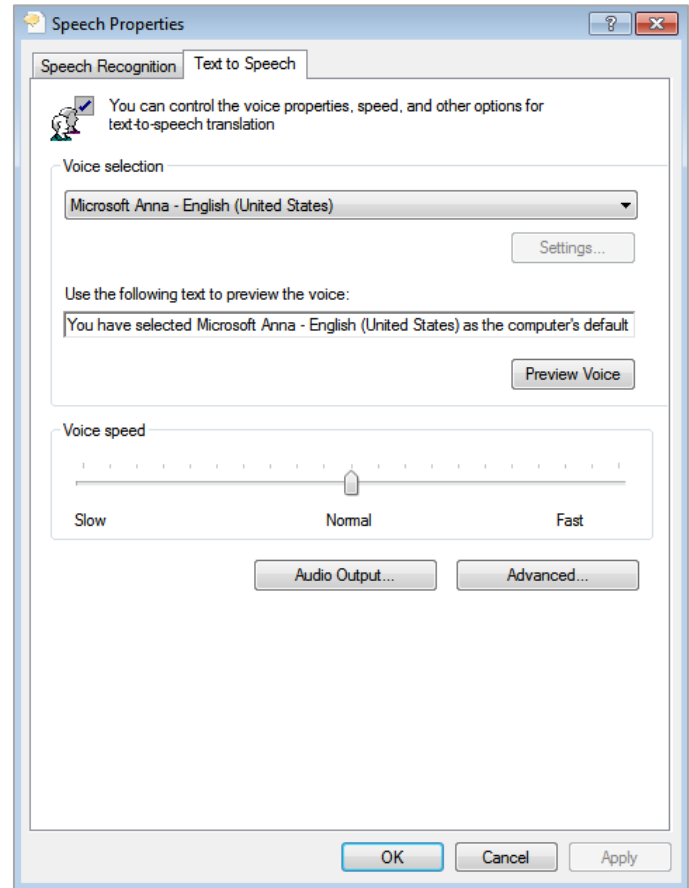 Speech Properties
Speech Recognition
Text to Speech
You can control the voice properties, speed, and other options for
text-to-speech translation
Voice selection
Microsoft Anna - English (United States)
Settings...
Use the following text to preview the voice:
You have selected Microsoft Anna - English (United States) as the computer's default
Preview Voice
Voice speed
Slow Normal Fast
Audio Output... Advanced...
OK Cancel Apply